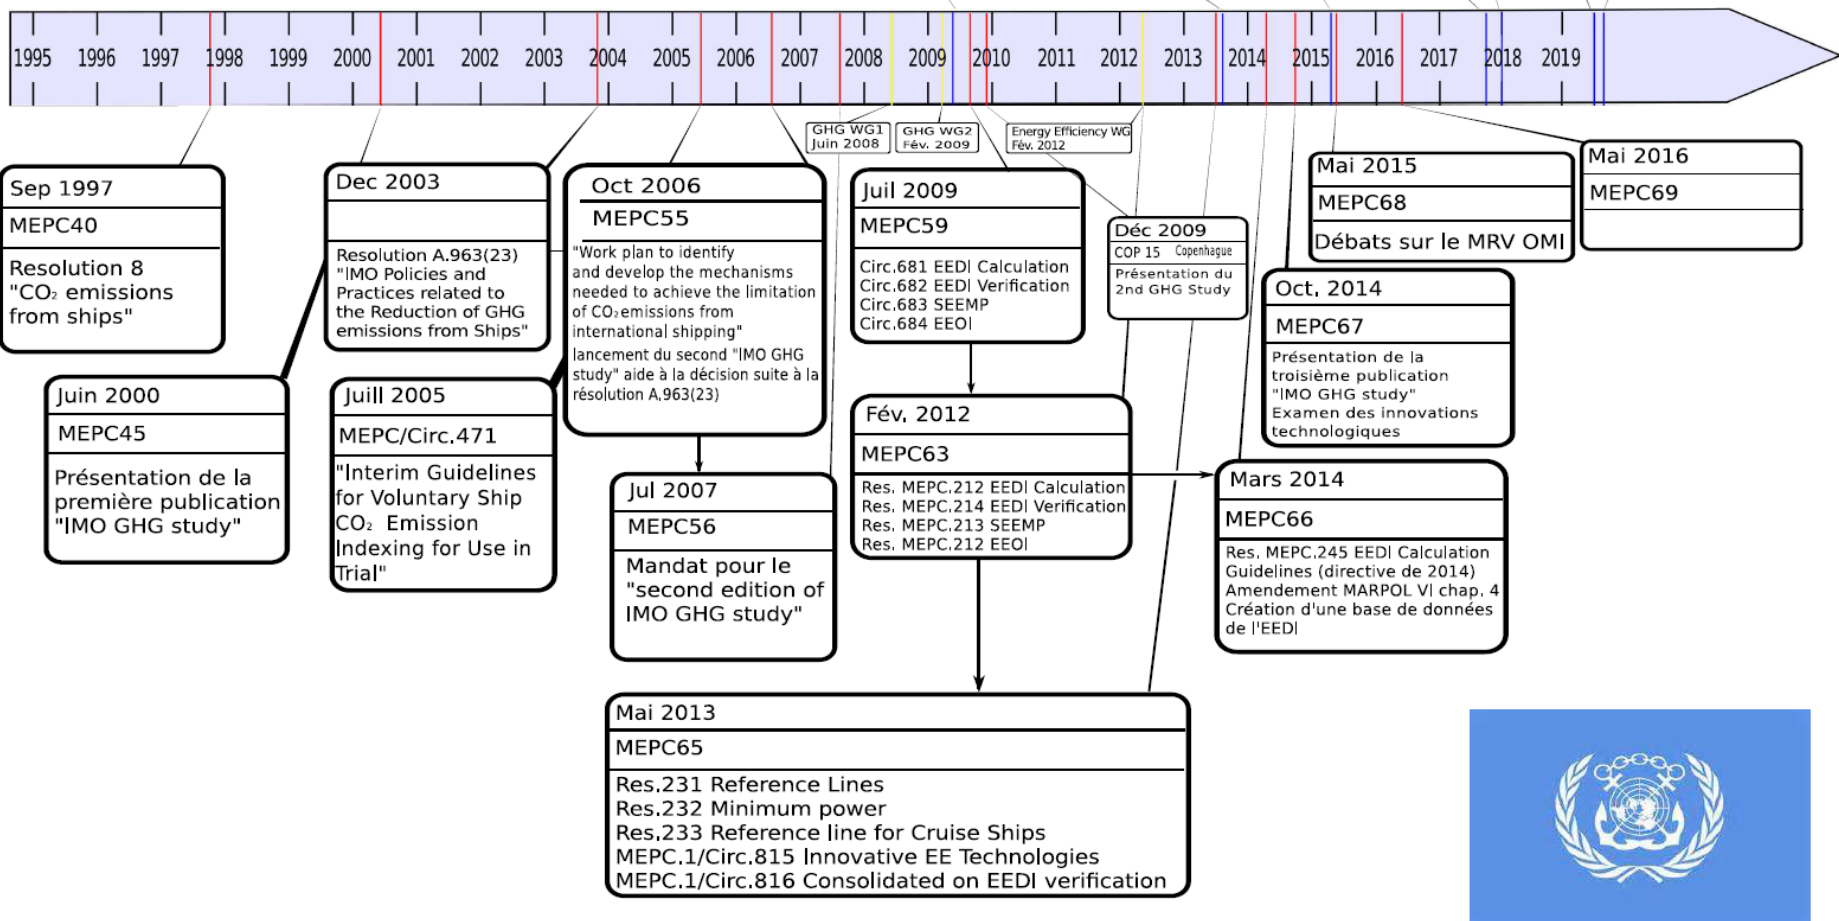 1995 1996 1997 1998 1999 2000 2001 2002 2003 2004 2005 2006 2007 2008 2009 2010 2011 2012 2013 2014 2015 2016 2017 2018 2019
GHG WG1
Juin 2008
GHG WG2
Fév. 2009
Energy Efficiency WG
Fév. 2012
Sep 1997
MEPC40
Resolution 8
"CO₂ emissions
from ships"
Juin 2000
MEPC45
Présentation de la
première publication
"IMO GHG study"
Dec 2003
Resolution A.963(23)
"IMO Policies and
Practices related to
the Reduction of GHG
emissions from Ships"
Juill 2005
MEPC/Circ.471
"Interim Guidelines
for Voluntary Ship
CO₂ Emission
Indexing for Use in
Trial"
Oct 2006
MEPC55
"Work plan to identify
and develop the mechanisms
needed to achieve the limitation
of CO₂ emissions from
international shipping"
lancement du second "IMO GHG
study" aide à la décision suite à la
résolution A.963(23)
Jul 2007
MEPC56
Mandat pour le
"second edition of
IMO GHG study"
Juil 2009
MEPC59
Circ.681 EEDI Calculation
Circ.682 EEDI Verification
Circ.683 SEEMP
Circ.684 EEOI
Déc 2009
COP 15 Copenhague
Présentation du
2nd GHG Study
Fév. 2012
MEPC63
Res. MEPC.212 EEDI Calculation
Res. MEPC.214 EEDI Verification
Res. MEPC.213 SEEMP
Res. MEPC.212 EEOI
Mai 2013
MEPC65
Res.231 Reference Lines
Res.232 Minimum power
Res.233 Reference line for Cruise Ships
MEPC.1/Circ.815 Innovative EE Technologies
MEPC.1/Circ.816 Consolidated on EEDI verification
Mars 2014
MEPC66
Res. MEPC.245 EEDI Calculation
Guidelines (directive de 2014)
Amendement MARPOL VI chap. 4
Création d'une base de données
de l'EEDI
Oct. 2014
MEPC67
Présentation de la
troisième publication
"IMO GHG study"
Examen des innovations
technologiques
Mai 2015
MEPC68
Débats sur le MRV OMI
Mai 2016
MEPC69